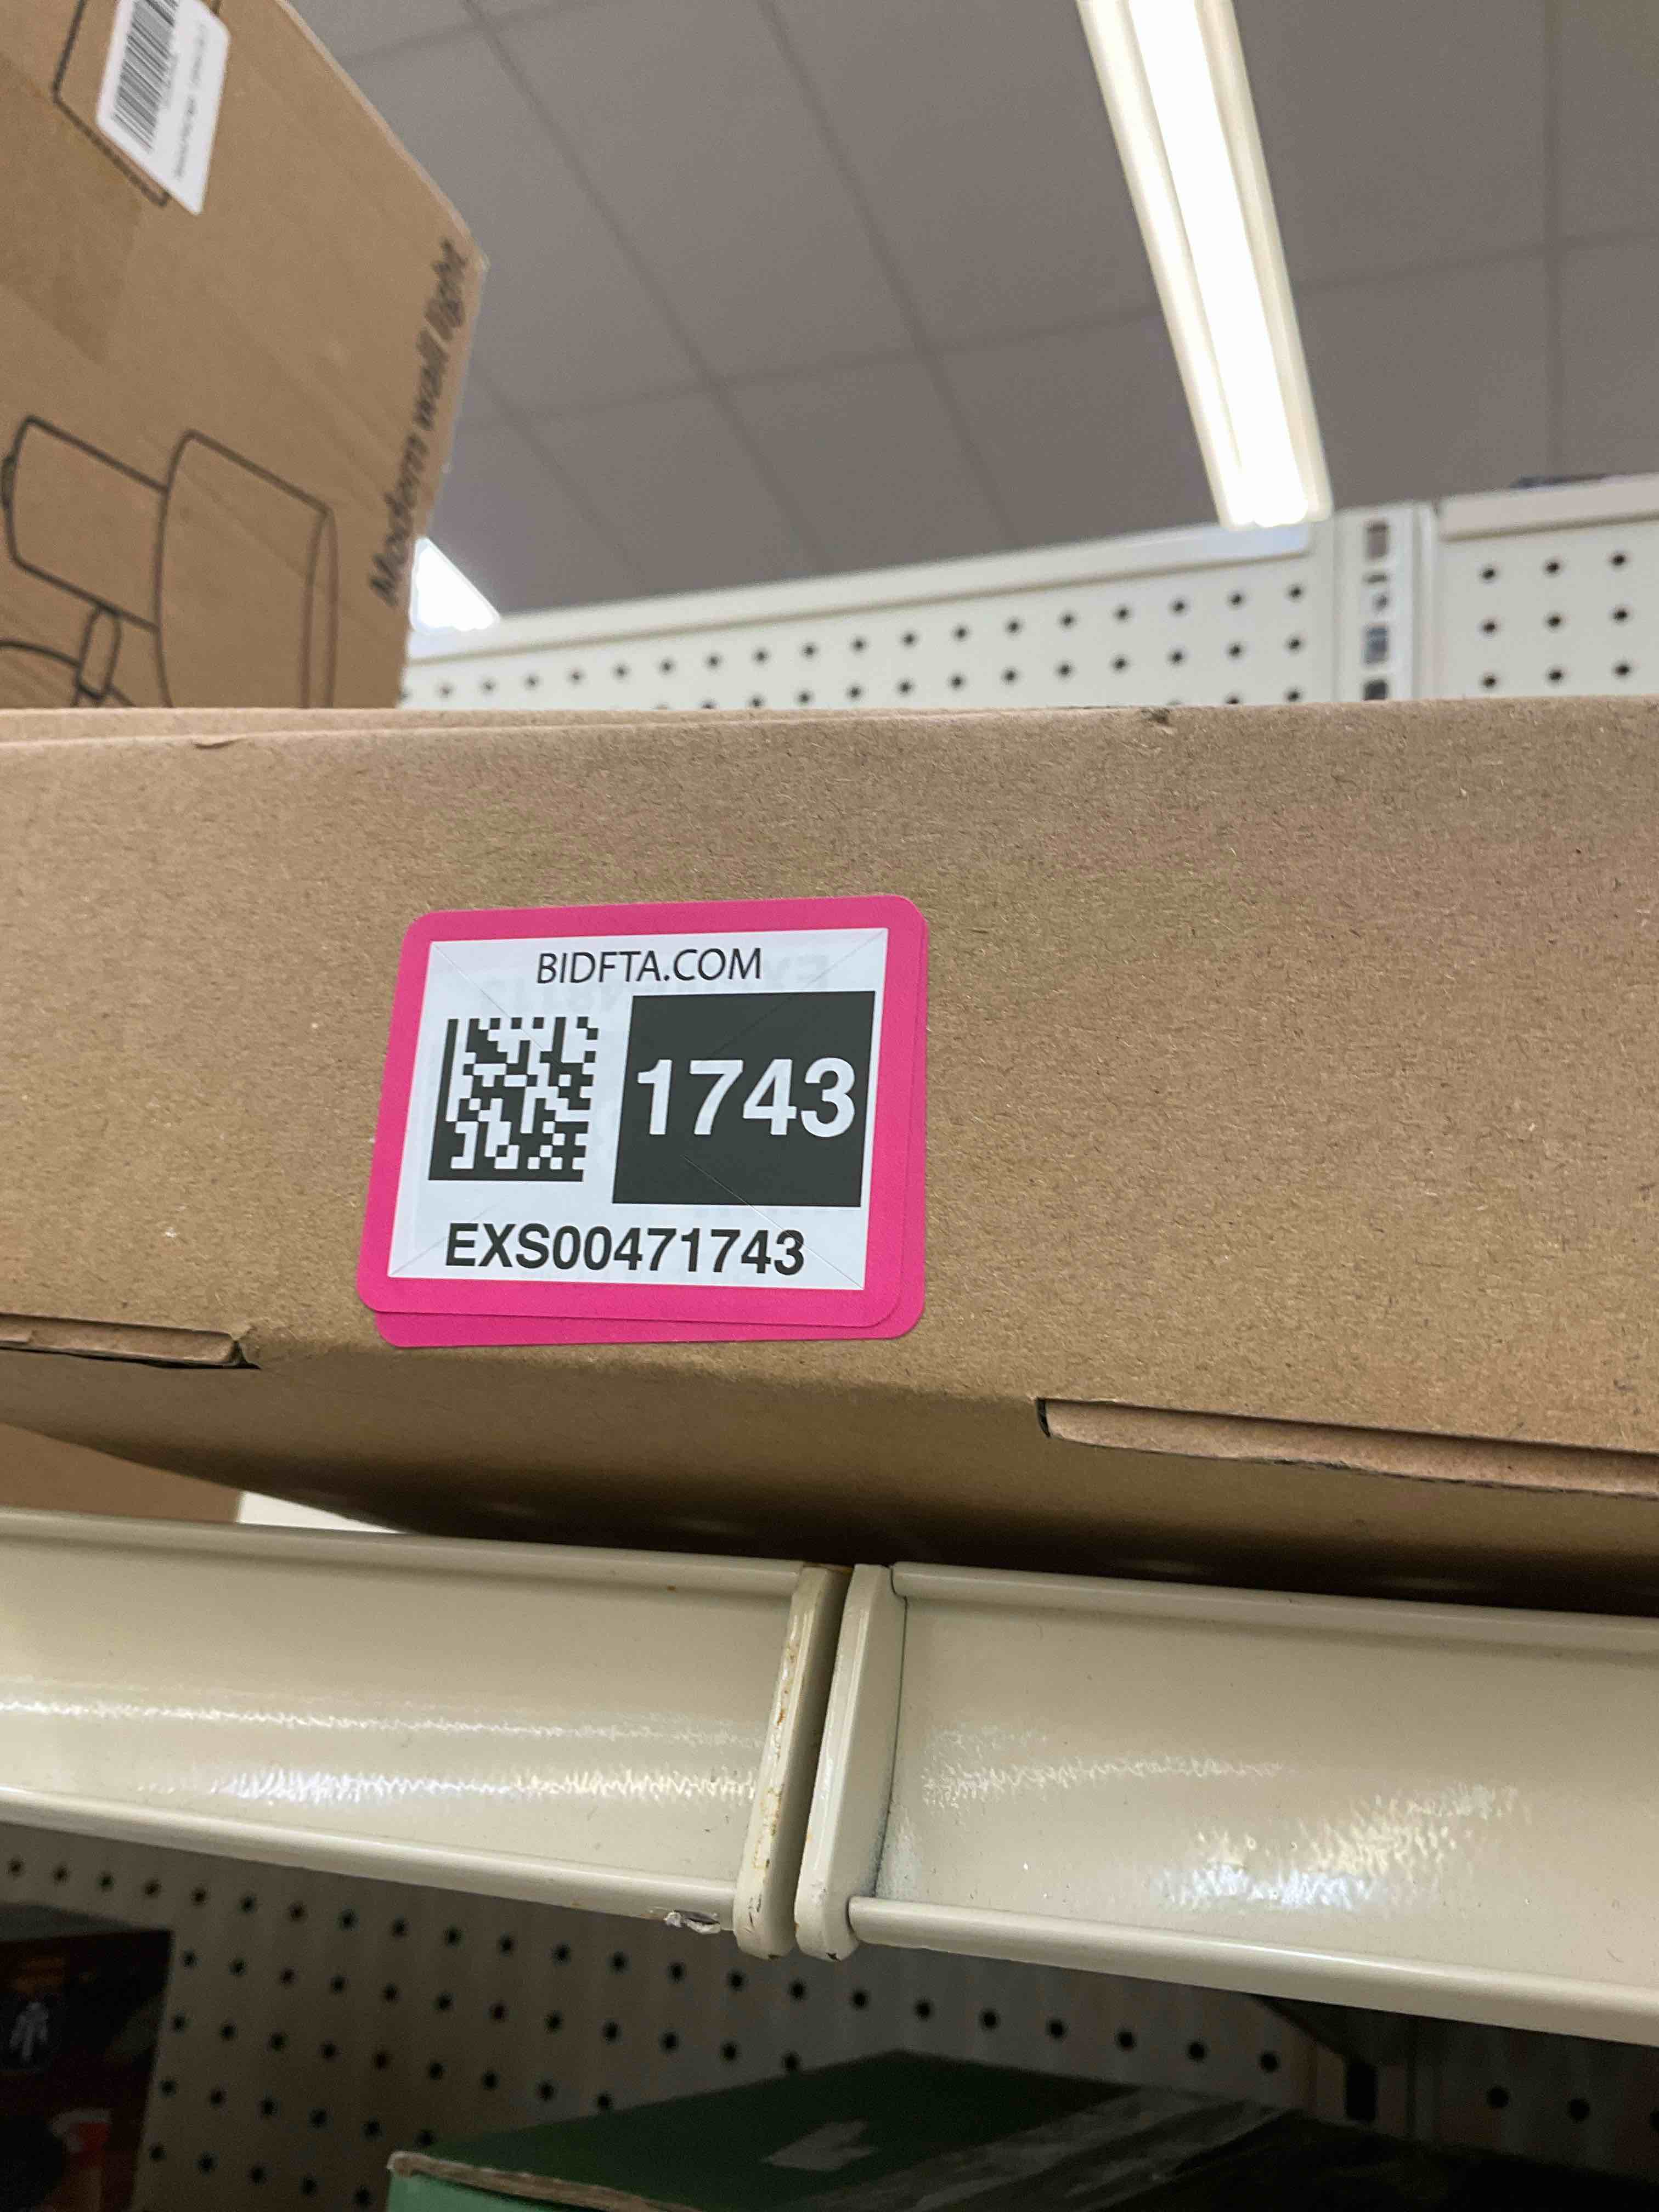 Modern wall light
BIDFTA.COM
1743
EXS00471743